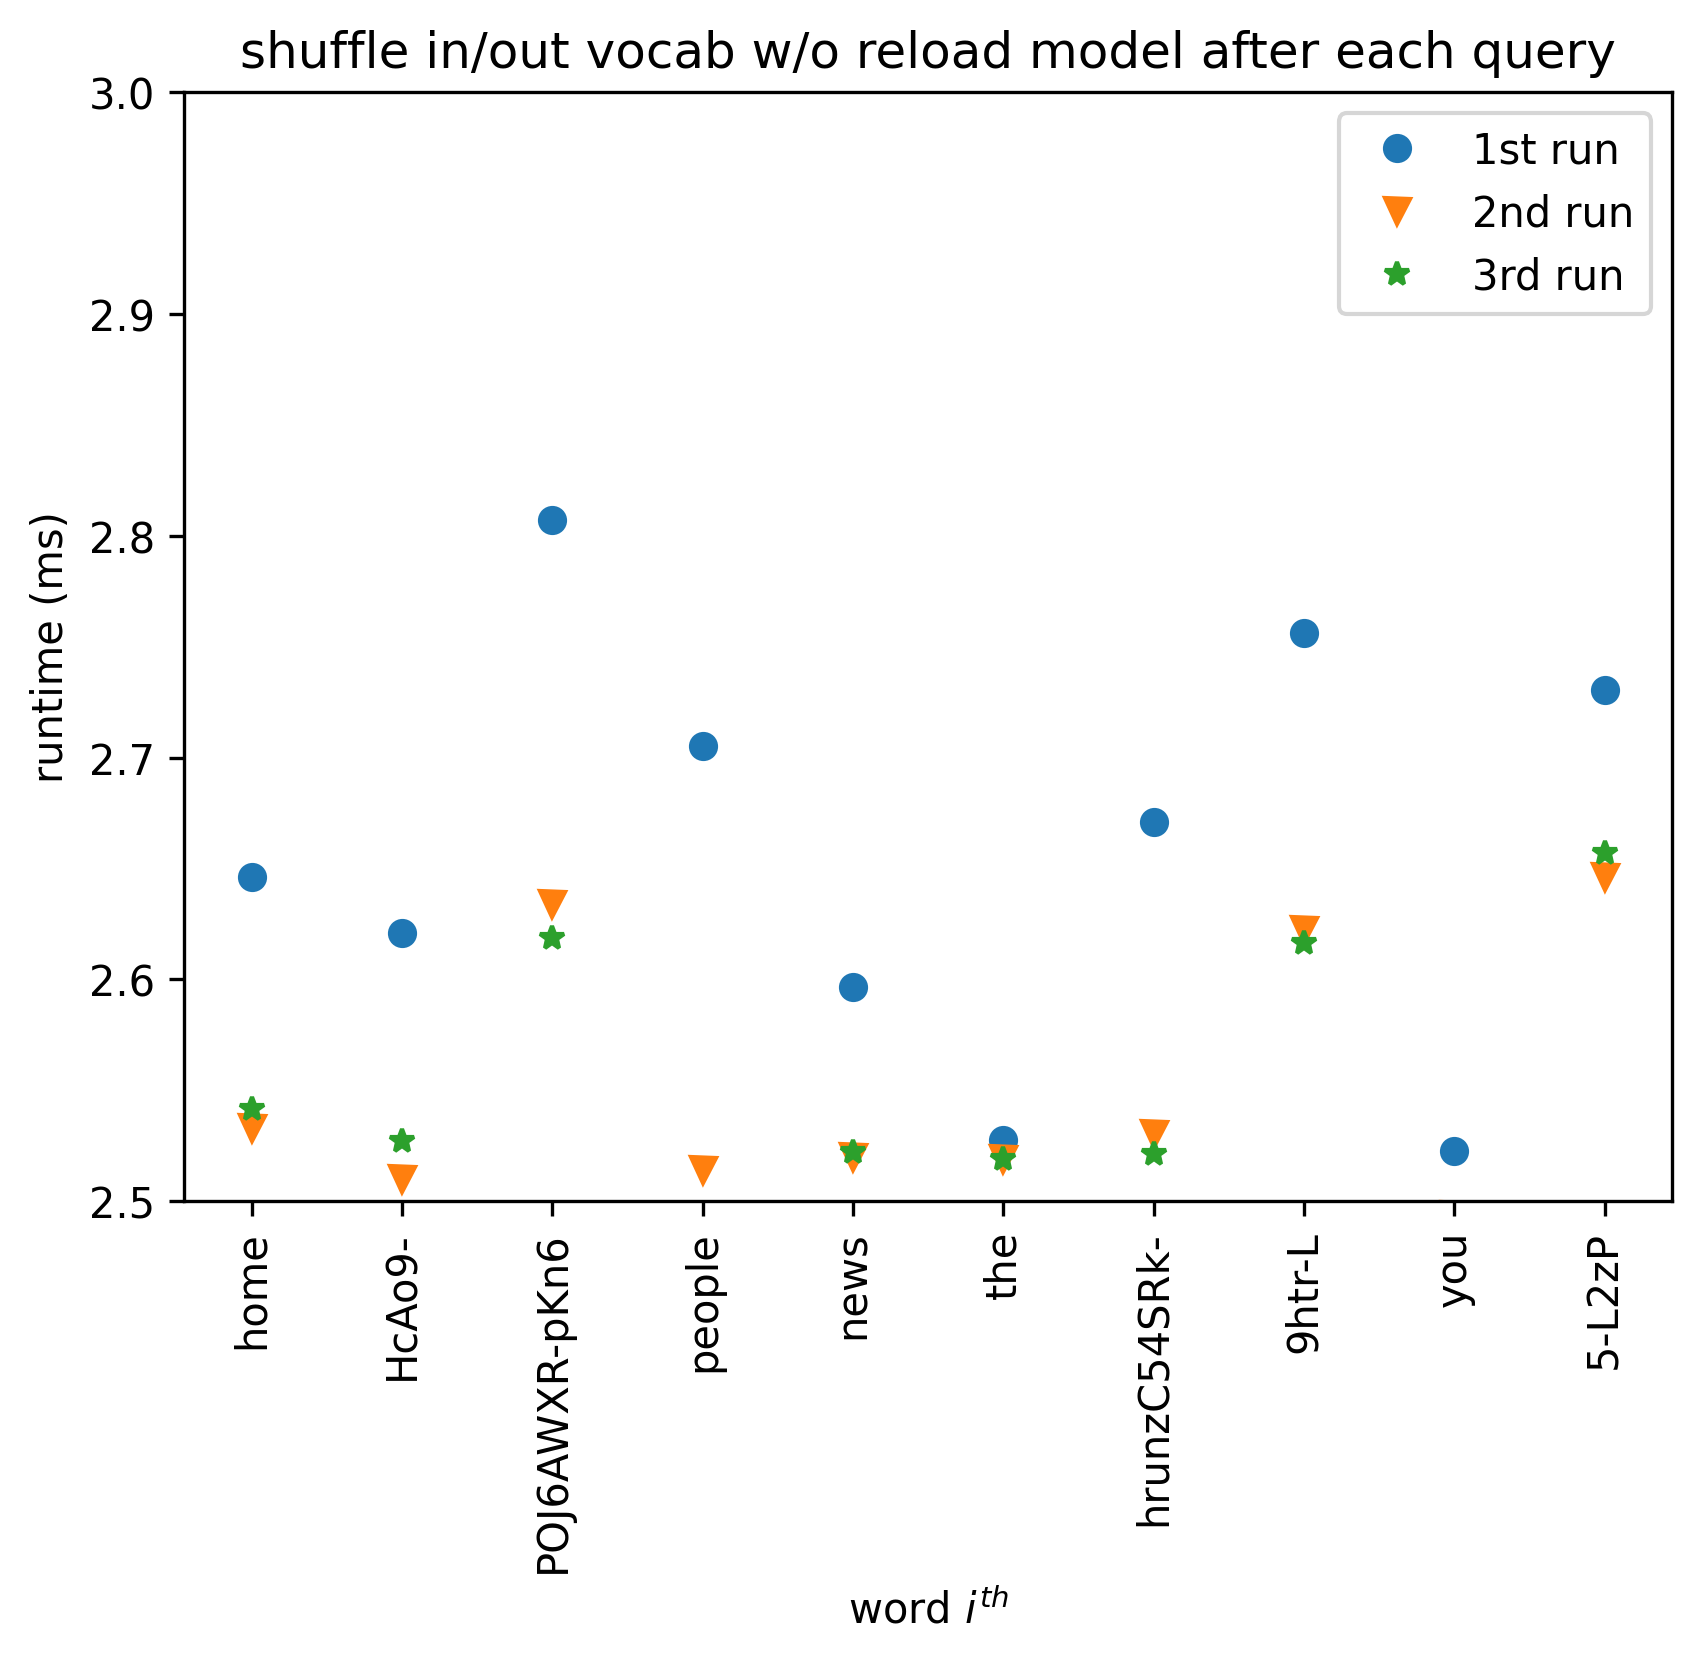 shuffle in/out vocab w/o reload model after each query
3.0
2.9
2.8
2.7
2.6
2.5
runtime (ms)
1st run
2nd run
3rd run
home
HcAo9-
POJ6AWXR-pKn6
people
news
the
hrunzC54SRk-
9htr-L
you
5-L2zP
word i^th